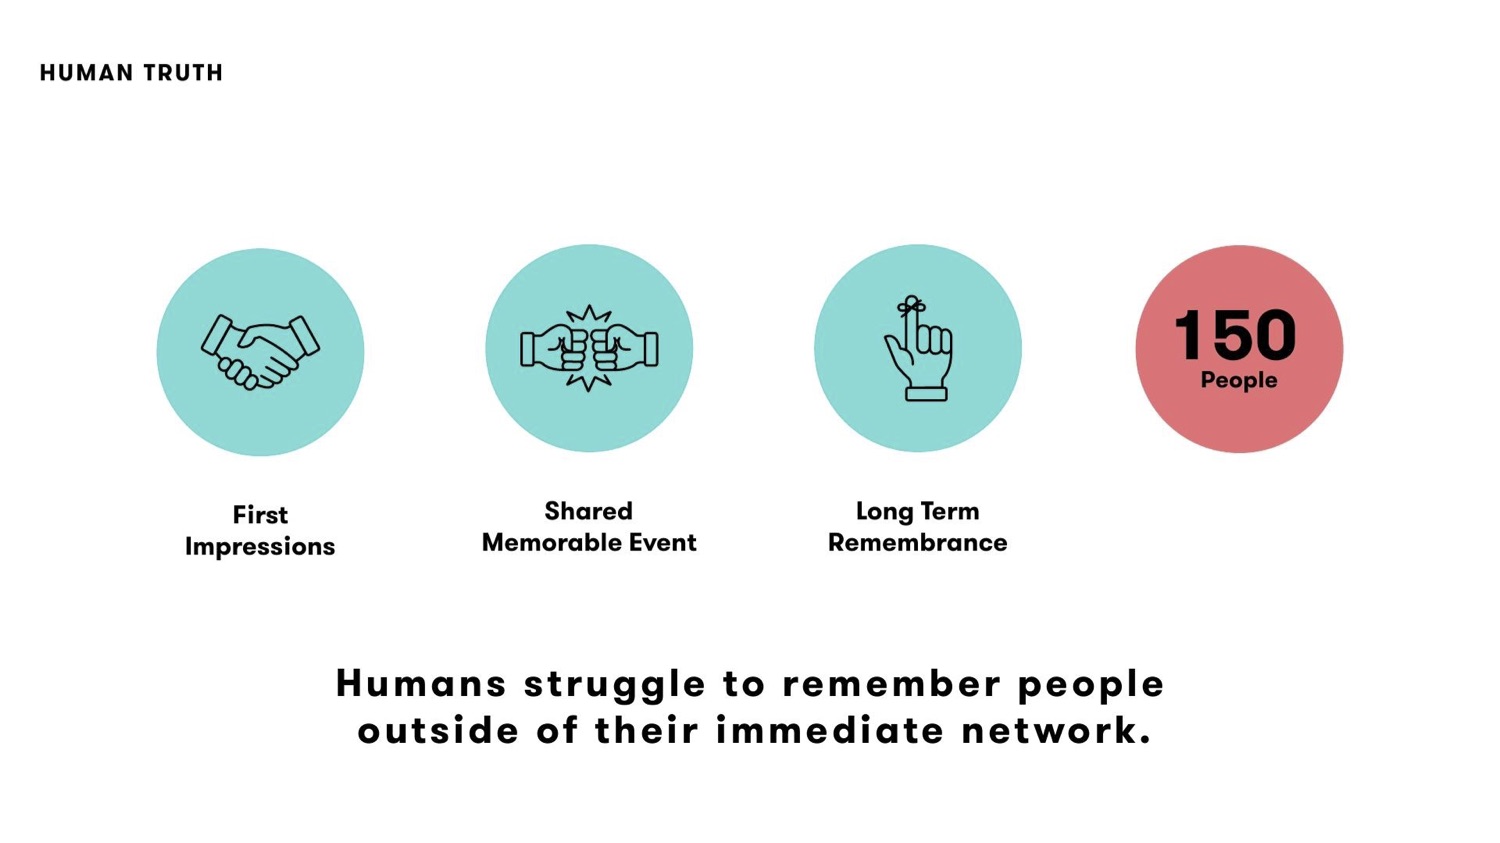 HUMAN TRUTH
150
People
First
Impressions
Shared
Memorable Event
Long Term
Remembrance
Humans struggle to remember people
outside of their immediate network.